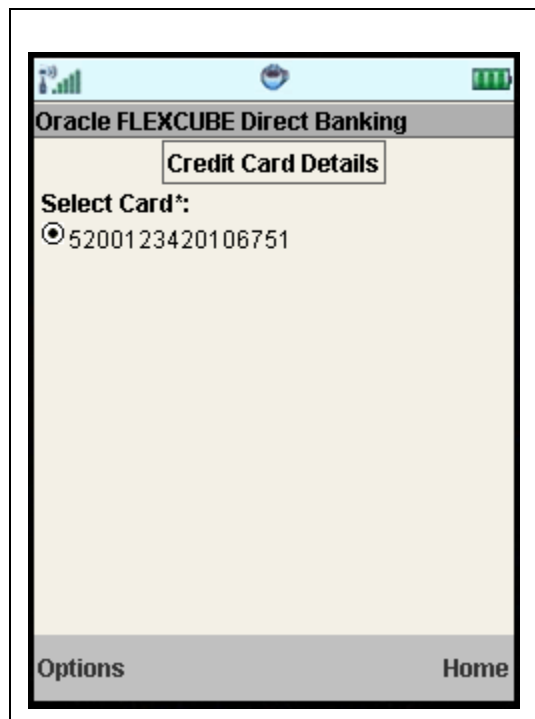 Oracle FLEXCUBE Direct Banking
Credit Card Details
Select Card*:
5200123420106751
Options Home